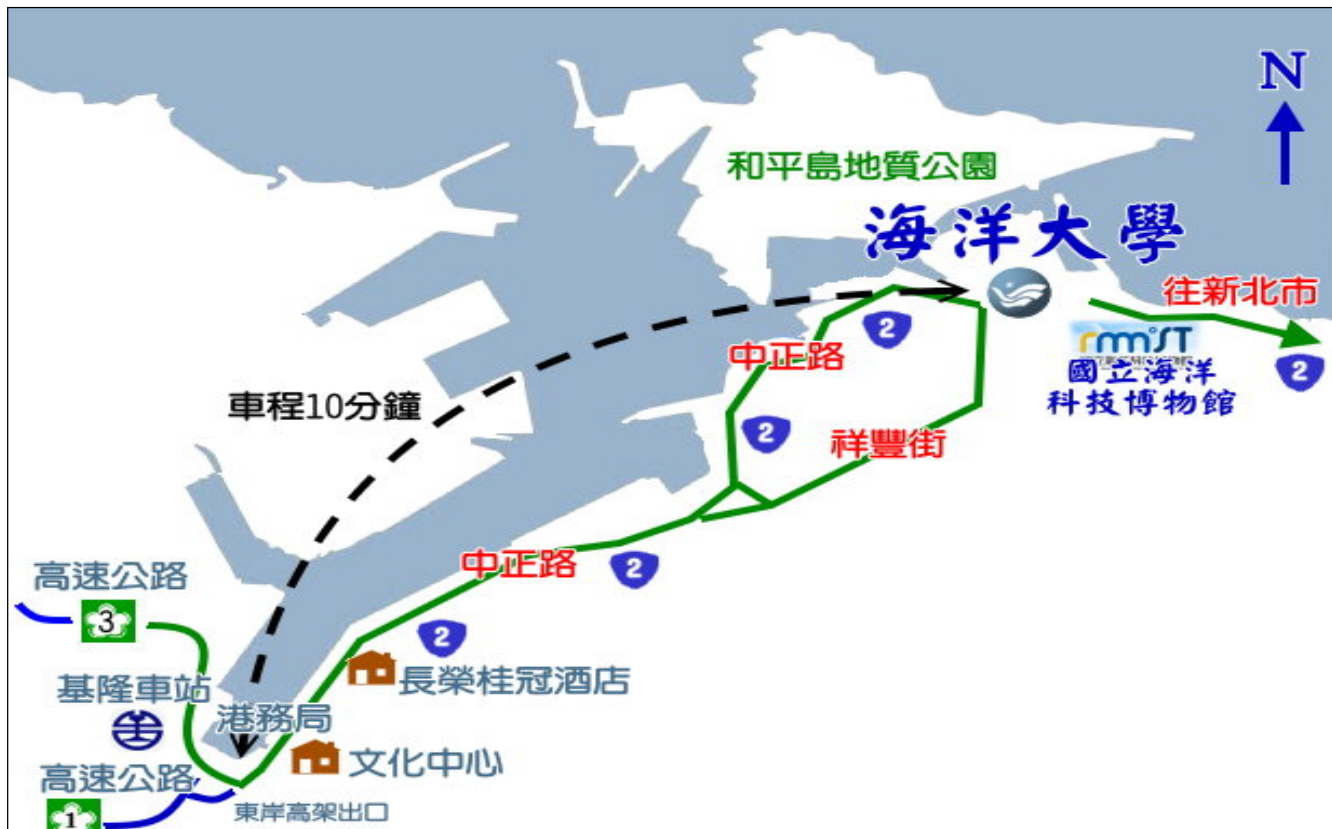 N
和平島地質公園
海洋大學
往新北市
2
中正路
2
rmmiST
國立海洋
科技博物館
車程10分鐘
2
祥豐街
高速公路
3
中正路
2
2
基隆車站
長榮桂冠酒店
港務局
文化中心
高速公路
1
東岸高架出口